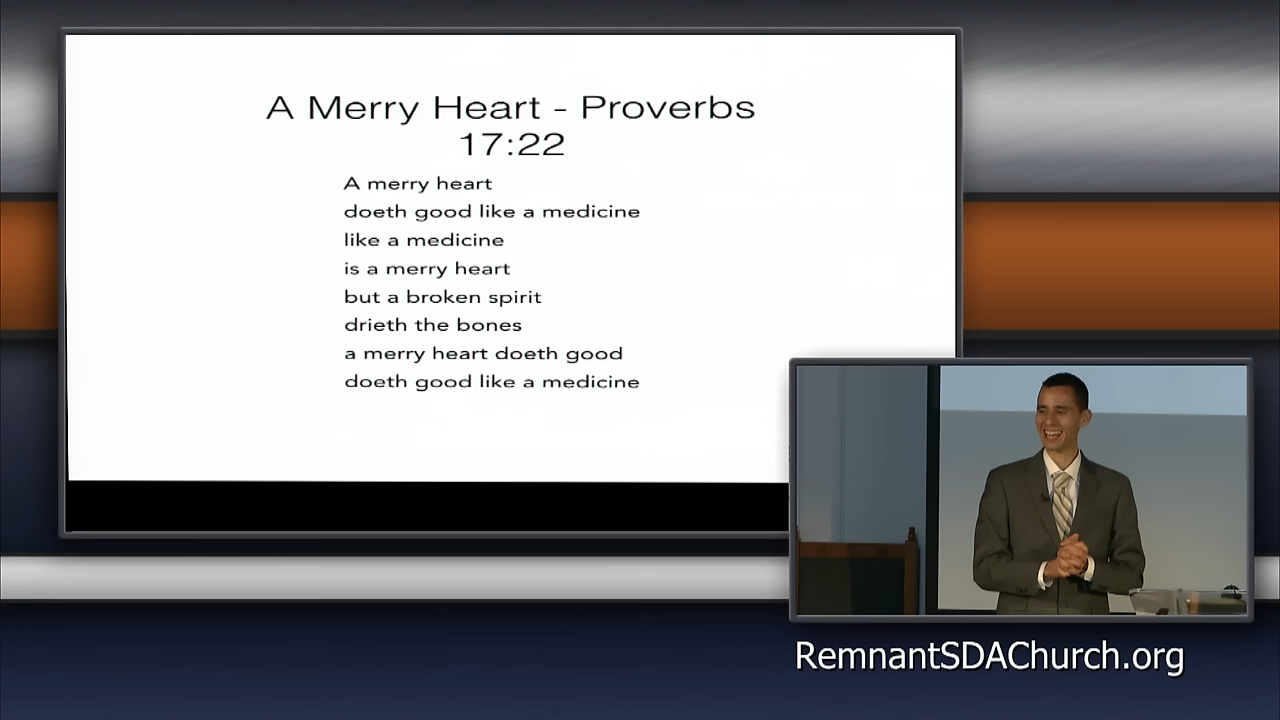 A Merry Heart - Proverbs
17:22
A merry heart
doeth good like a medicine
like a medicine
is a merry heart
but a broken spirit
drieth the bones
a merry heart doeth good
doeth good like a medicine
RemnantSDAChurch.org